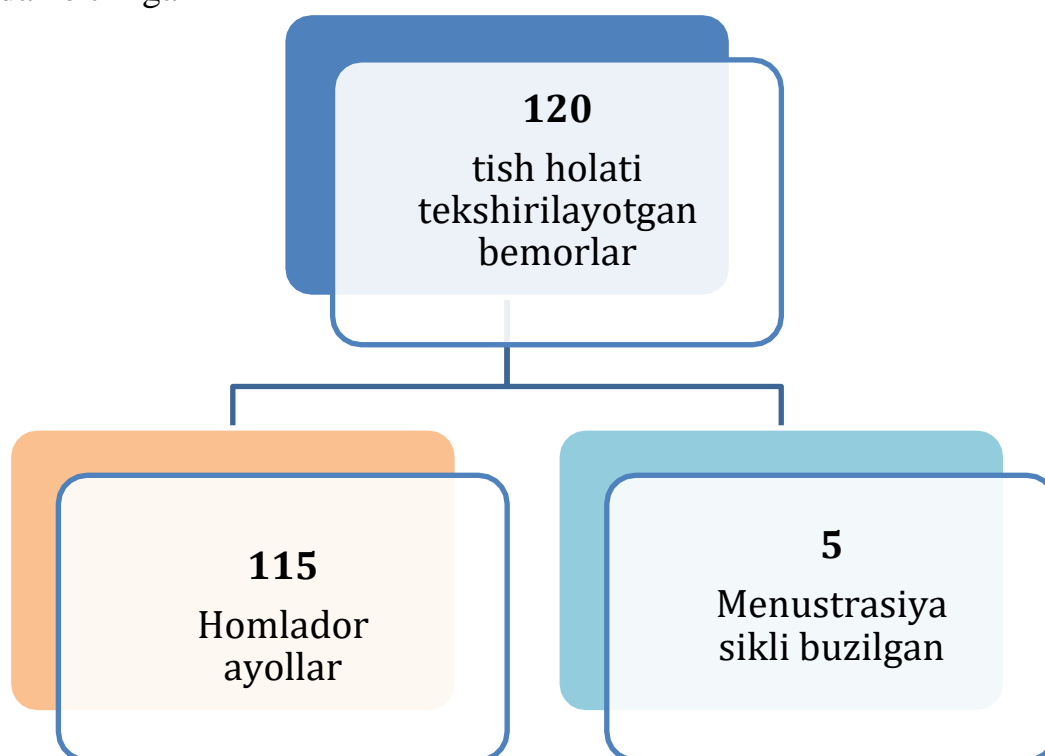 120
tish holati
tekshirilayotgan
bemorlar
115
Homlador
ayollar
5
Menustrasiya
sikli buzilgan